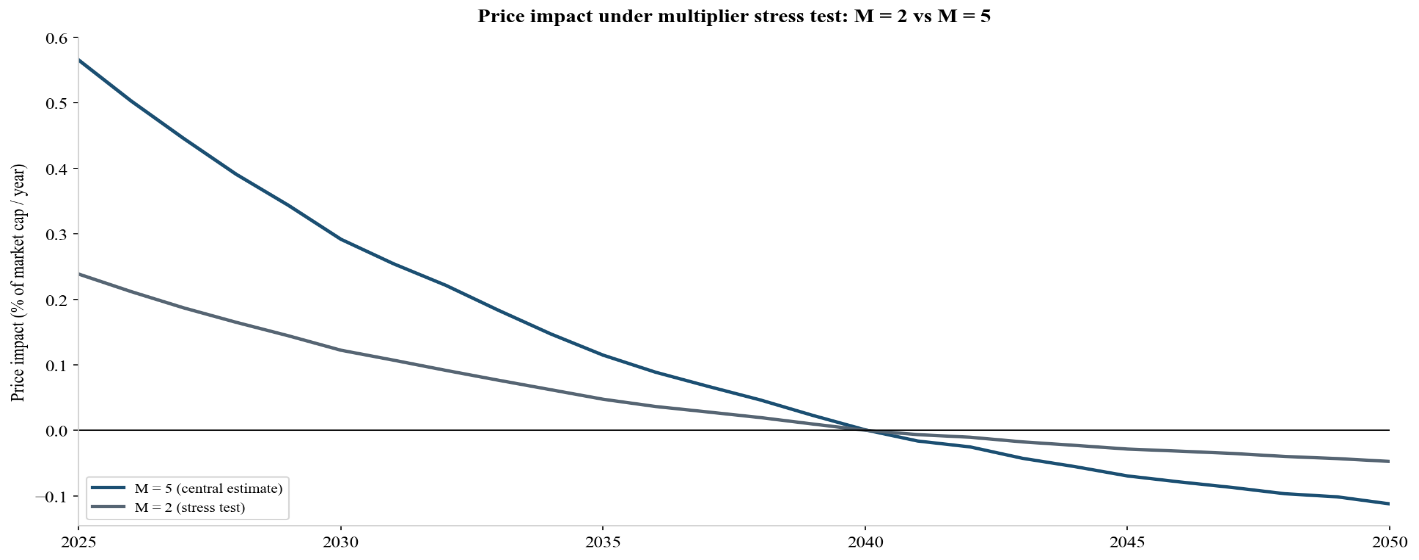 Price impact under multiplier stress test: M = 2 vs M = 5
Price impact (% of market cap / year)
0.6
0.5
0.4
0.3
0.2
0.1
0.0
−0.1
M = 5 (central estimate)
M = 2 (stress test)
2025 2030 2035 2040 2045 2050